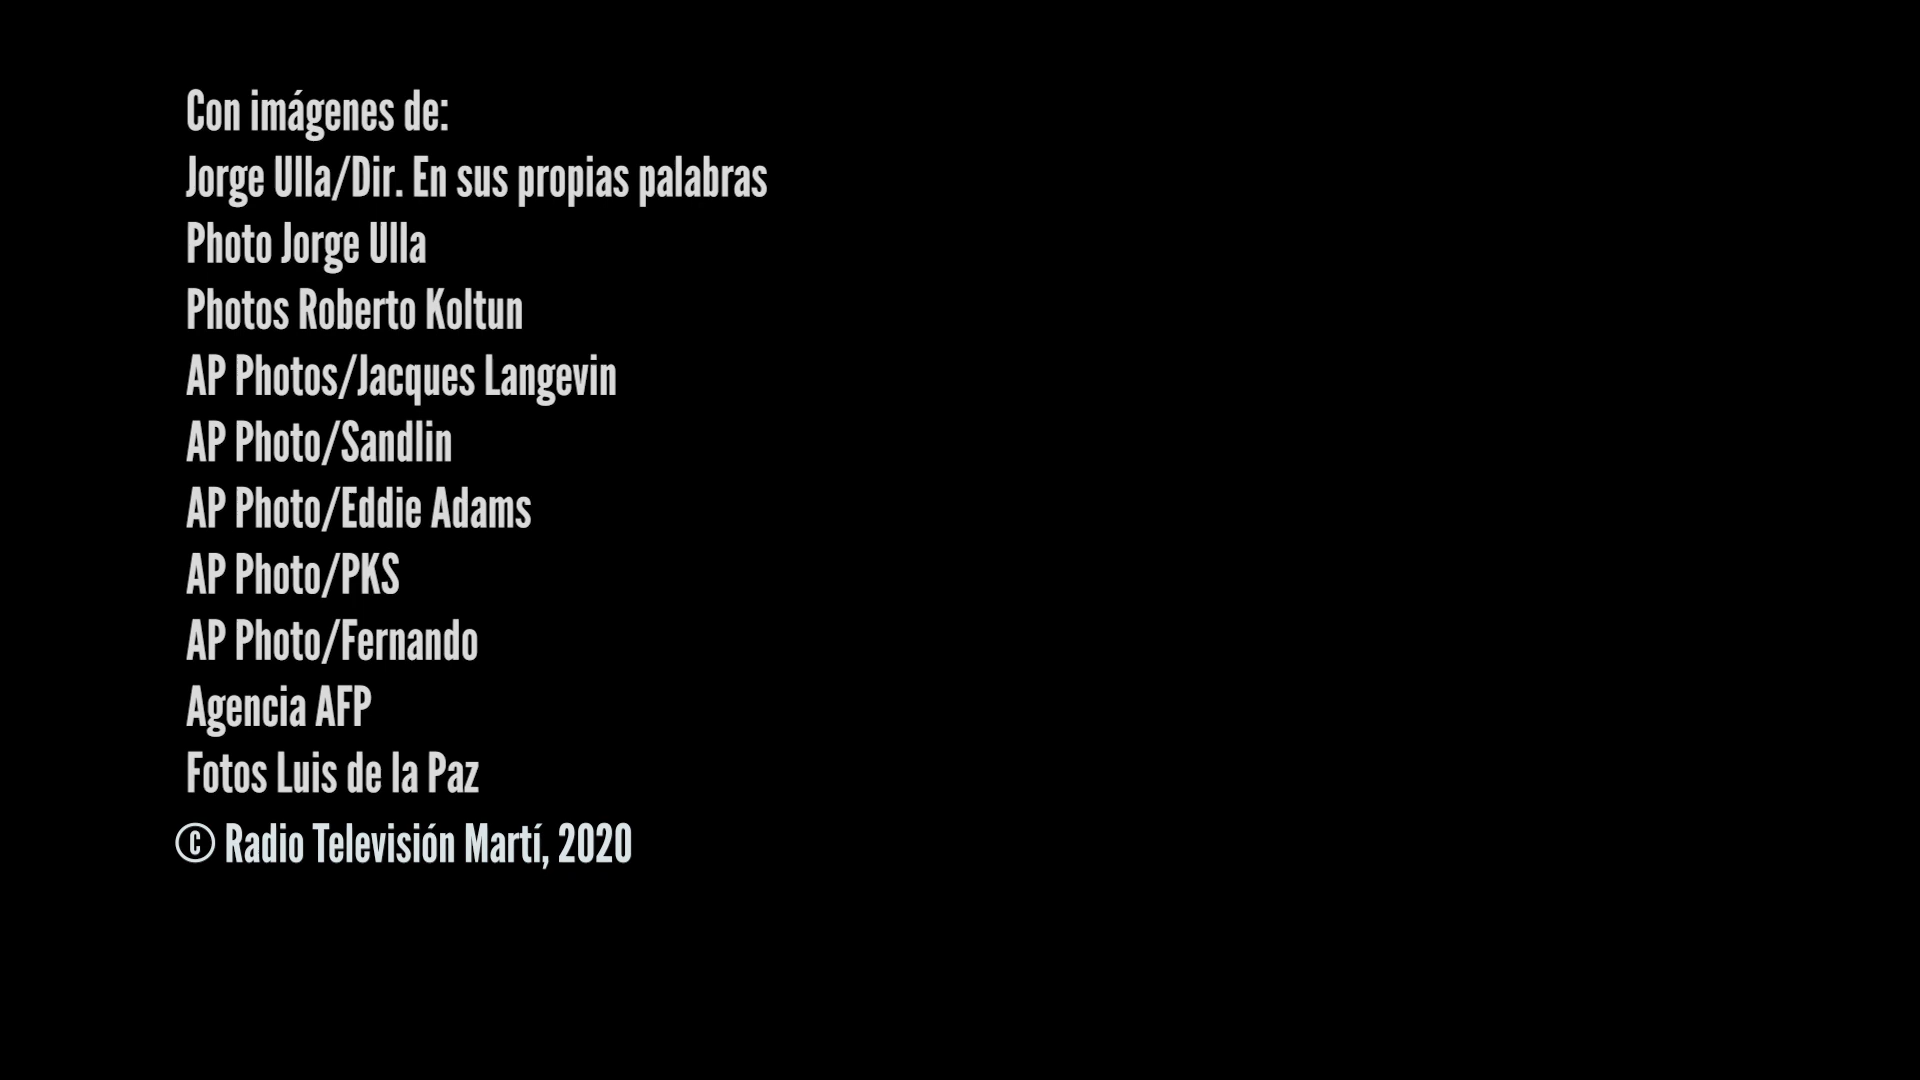 Con imágenes de:
Jorge Ulla/Dir. En sus propias palabras
Photo Jorge Ulla
Photos Roberto Koltun
AP Photos/Jacques Langevin
AP Photo/Sandlin
AP Photo/Eddie Adams
AP Photo/PKS
AP Photo/Fernando
Agencia AFP
Fotos Luis de la Paz
© Radio Televisión Martí, 2020